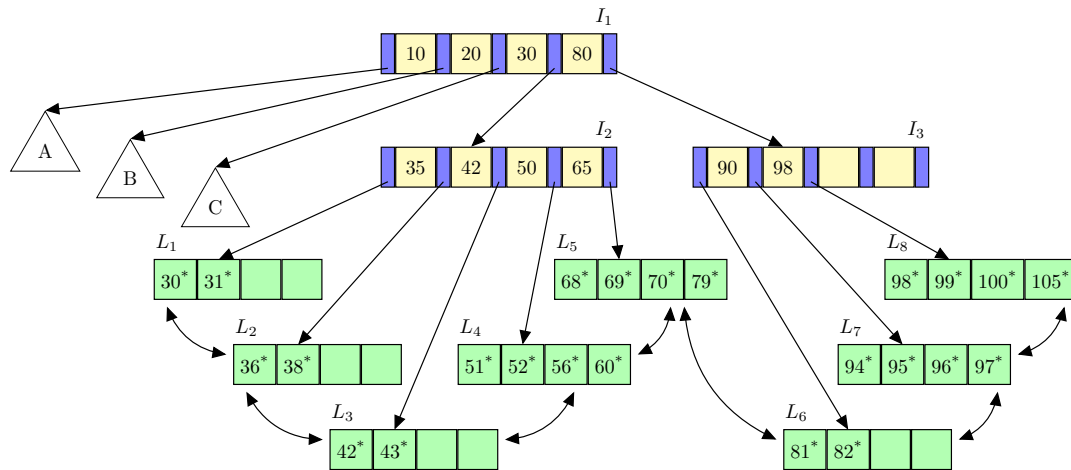 I1
10 20 30 80
A
B
C
I2
35 42 50 65
I3
90 98
L1
30* 31*
L5
68* 69* 70* 79*
L8
98* 99* 100* 105*
L2
36* 38*
L4
51* 52* 56* 60*
L7
94* 95* 96* 97*
L3
42* 43*
L6
81* 82*